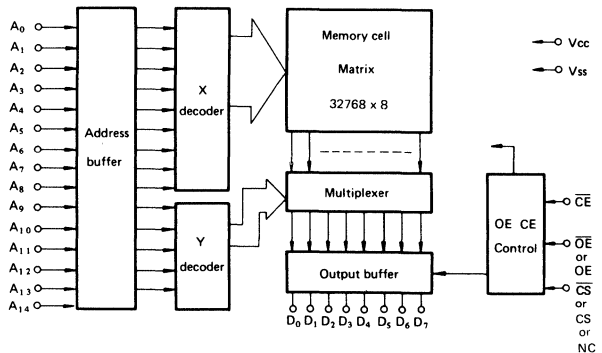 A0
A1
A2
A3
A4
A5
A6
A7
A8
A9
A10
A11
A12
A13
A14
Address
buffer
X
decoder
Y
decoder
Memory cell
Matrix
32768 x 8
Multiplexer
Output buffer
D0 D1 D2 D3 D4 D5 D6 D7
Vcc
Vss
OE CE
Control
CE
OE
or
OE
CS
or
CS
or
NC